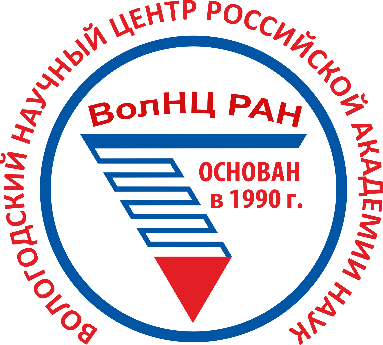 ВОЛОГОДСКИЙ НАУЧНЫЙ ЦЕНТР РОССИЙСКОЙ АКАДЕМИИ НАУК
ВолНЦ РАН
ОСНОВАН
в 1990 г.